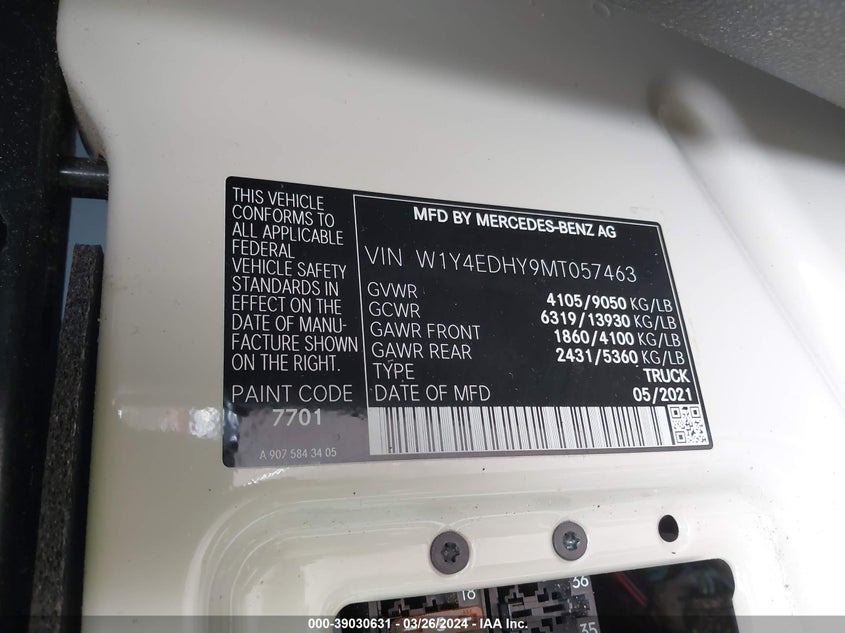 THIS VEHICLE
CONFORMS TO
ALL APPLICABLE
FEDERAL
VEHICLE SAFETY
STANDARDS IN
EFFECT ON THE
DATE OF MANU-
FACTURE SHOWN
ON THE RIGHT.
PAINT CODE
7701
A 907 584 34 05
MFD BY MERCEDES-BENZ AG
VIN W1Y4EDHY9MT057463
GVWR 4105/9050 KG/LB
GCWR 6319/13930 KG/LB
GAWR FRONT 1860/4100 KG/LB
GAWR REAR 2431/5360 KG/LB
TYPE TRUCK
DATE OF MFD 05/2021
18
36
35
000-39030631 - 03/26/2024 - IAA Inc.